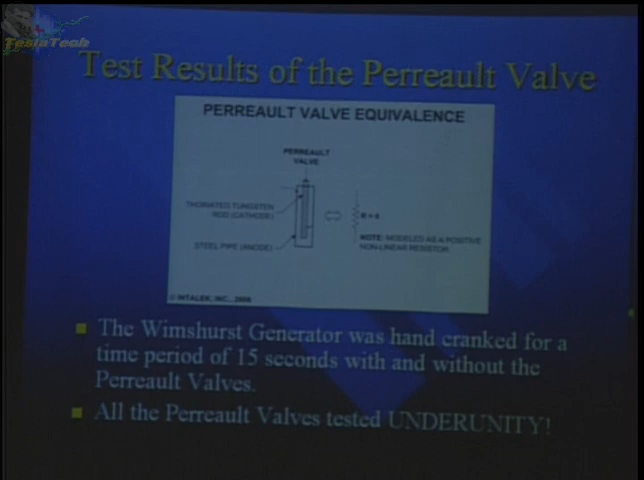 TeslaTech
Test Results of the Perreault Valve
PERREAULT VALVE EQUIVALENCE
PERREAULT
VALVE
THORIATED TUNGSTEN
ROD (CATHODE)
STEEL PIPE (ANODE)
NOTE: MODELED AS A POSITIVE
NON-LINEAR RESISTOR
© INTALEK, INC.,
The Wimshurst Generator was hand cranked for a
time period of 15 seconds with and without the
Perreault Valves.
All the Perreault Valves tested UNDERUNITY!